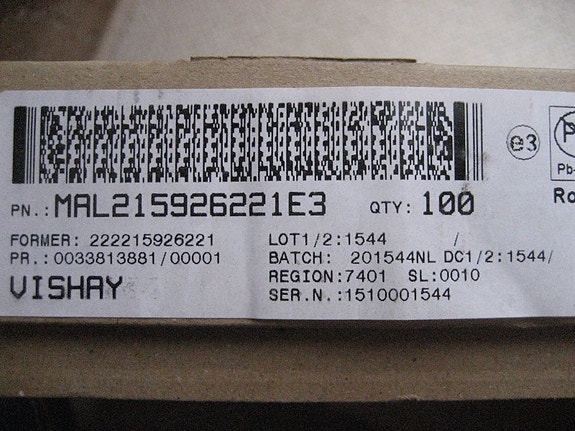 PN.: MAL215926221E3 QTY: 100
FORMER: 222215926221 LOT1/2:1544 /
PR.: 0033813881/00001 BATCH: 201544NL DC1/2:1544/
VISHAY REGION:7401 SL:0010
SER.N.:1510001544
e3
Pb-
Ro